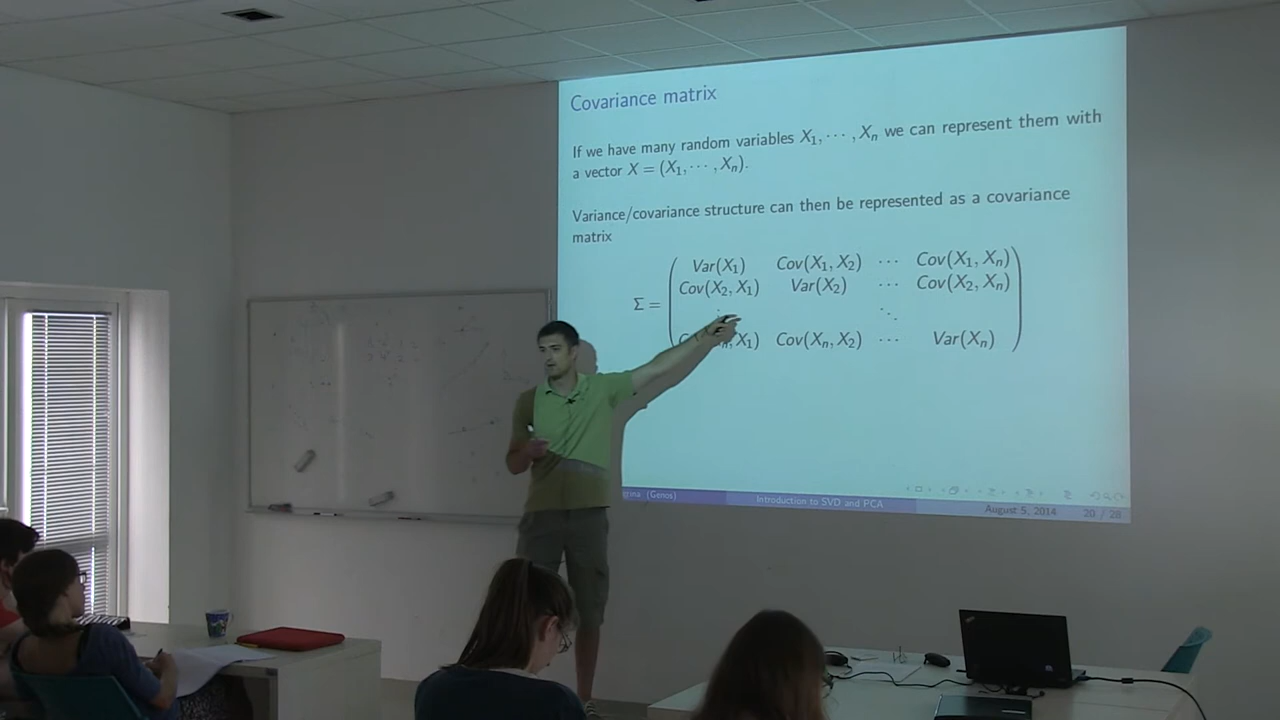 Covariance matrix
If we have many random variables X₁, ⋯ , Xₙ we can represent them with
a vector X = (X₁, ⋯ , Xₙ).
Variance/covariance structure can then be represented as a covariance
matrix
Var(X₁) Cov(X₁, X₂) ⋯ Cov(X₁, Xₙ)
Σ = Cov(X₂, X₁) Var(X₂) ⋯ Cov(X₂, Xₙ)
⋱
X₁) Cov(Xₙ, X₂) ⋯ Var(Xₙ)
(Genos) Introduction to SVD and PCA August 5, 2014 20 / 28